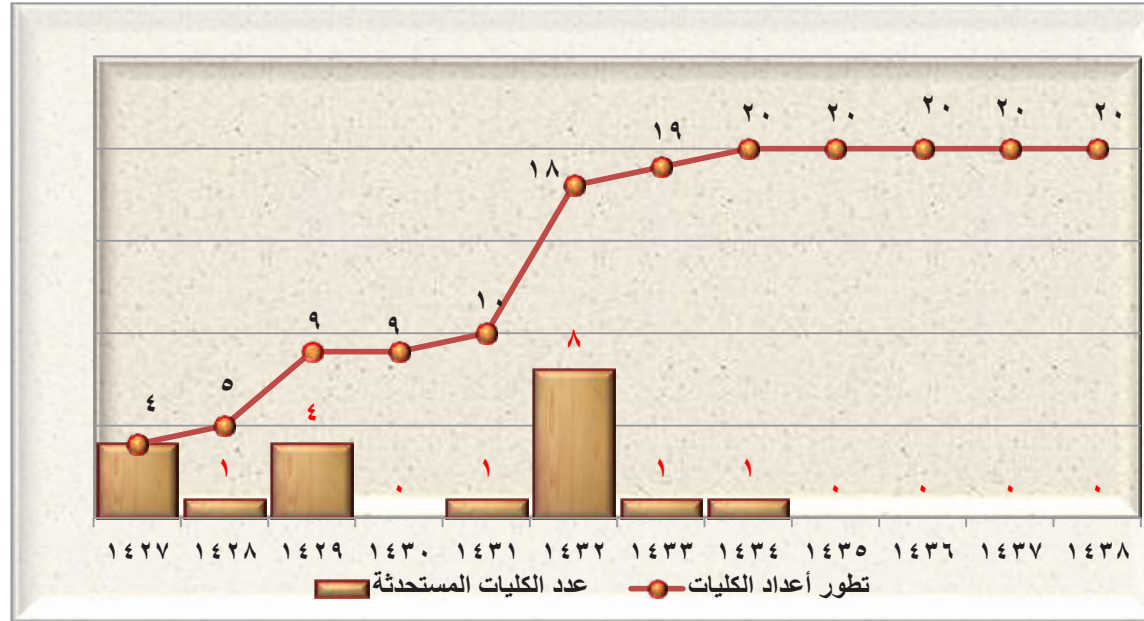 ٢٠ ٢٠ ٢٠ ٢٠ ٢٠
١٩
١٨
١٠
٩ ٩
٨
٥
٤ ٤
١ ١ ١ ١
٠ ٠ ٠ ٠ ٠
١٤٢٧ ١٤٢٨ ١٤٢٩ ١٤٣٠ ١٤٣١ ١٤٣٢ ١٤٣٣ ١٤٣٤ ١٤٣٥ ١٤٣٦ ١٤٣٧ ١٤٣٨
عدد الكليات المستحدثة
تطور أعداد الكليات